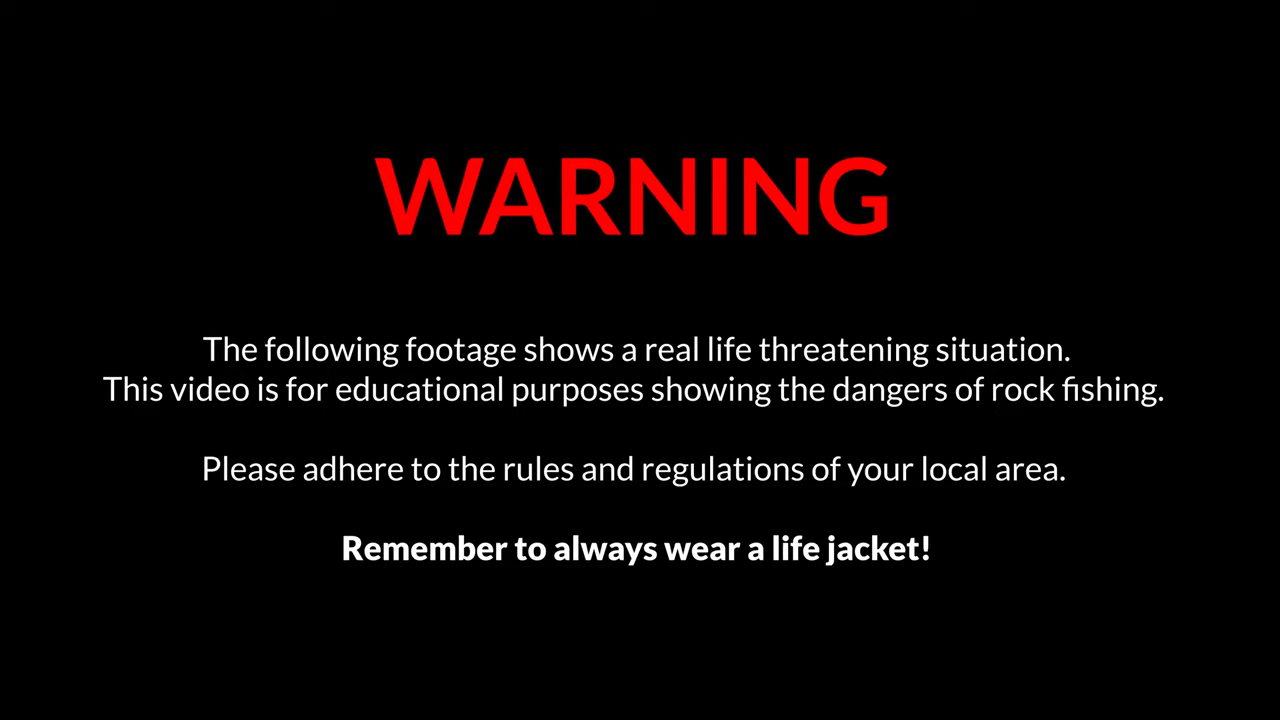 WARNING
The following footage shows a real life threatening situation.
This video is for educational purposes showing the dangers of rock fishing.
Please adhere to the rules and regulations of your local area.
Remember to always wear a life jacket!